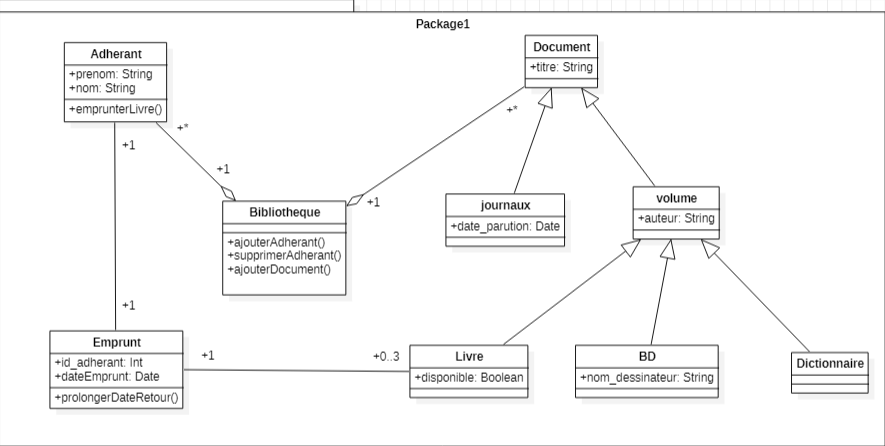 Package1
Adherant
+prenom: String
+nom: String
+emprunterLivre()
Document
+titre: String
+*
+*
+1
+1
+1
Bibliotheque
+ajouterAdherant()
+supprimerAdherant()
+ajouterDocument()
journaux
+date_parution: Date
volume
+auteur: String
+1
Emprunt
+id_adherant: Int
+dateEmprunt: Date
+prolongerDateRetour()
+1
+0..3
Livre
+disponible: Boolean
BD
+nom_dessinateur: String
Dictionnaire